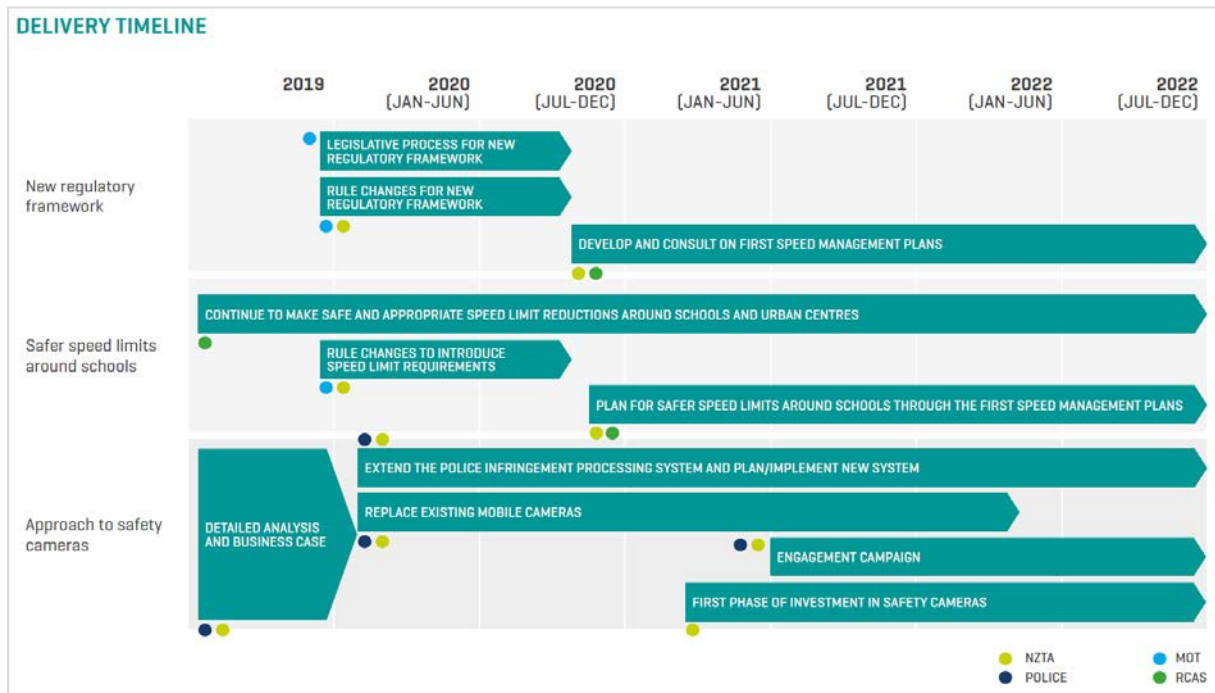 DELIVERY TIMELINE
2019
2020
(JAN-JUN)
2020
(JUL-DEC)
2021
(JAN-JUN)
2021
(JUL-DEC)
2022
(JAN-JUN)
2022
(JUL-DEC)
New regulatory
framework
LEGISLATIVE PROCESS FOR NEW
REGULATORY FRAMEWORK
RULE CHANGES FOR NEW
REGULATORY FRAMEWORK
DEVELOP AND CONSULT ON FIRST SPEED MANAGEMENT PLANS
Safer speed limits
around schools
CONTINUE TO MAKE SAFE AND APPROPRIATE SPEED LIMIT REDUCTIONS AROUND SCHOOLS AND URBAN CENTRES
RULE CHANGES TO INTRODUCE
SPEED LIMIT REQUIREMENTS
PLAN FOR SAFER SPEED LIMITS AROUND SCHOOLS THROUGH THE FIRST SPEED MANAGEMENT PLANS
Approach to safety
cameras
DETAILED ANALYSIS
AND BUSINESS CASE
EXTEND THE POLICE INFRINGEMENT PROCESSING SYSTEM AND PLAN/IMPLEMENT NEW SYSTEM
REPLACE EXISTING MOBILE CAMERAS
ENGAGEMENT CAMPAIGN
FIRST PHASE OF INVESTMENT IN SAFETY CAMERAS
NZTA
MOT
POLICE
RCAS